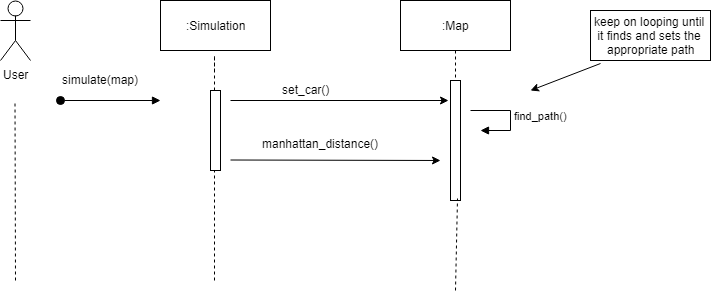 :Simulation
:Map
keep on looping until
it finds and sets the
appropriate path
User
simulate(map)
set_car()
find_path()
manhattan_distance()